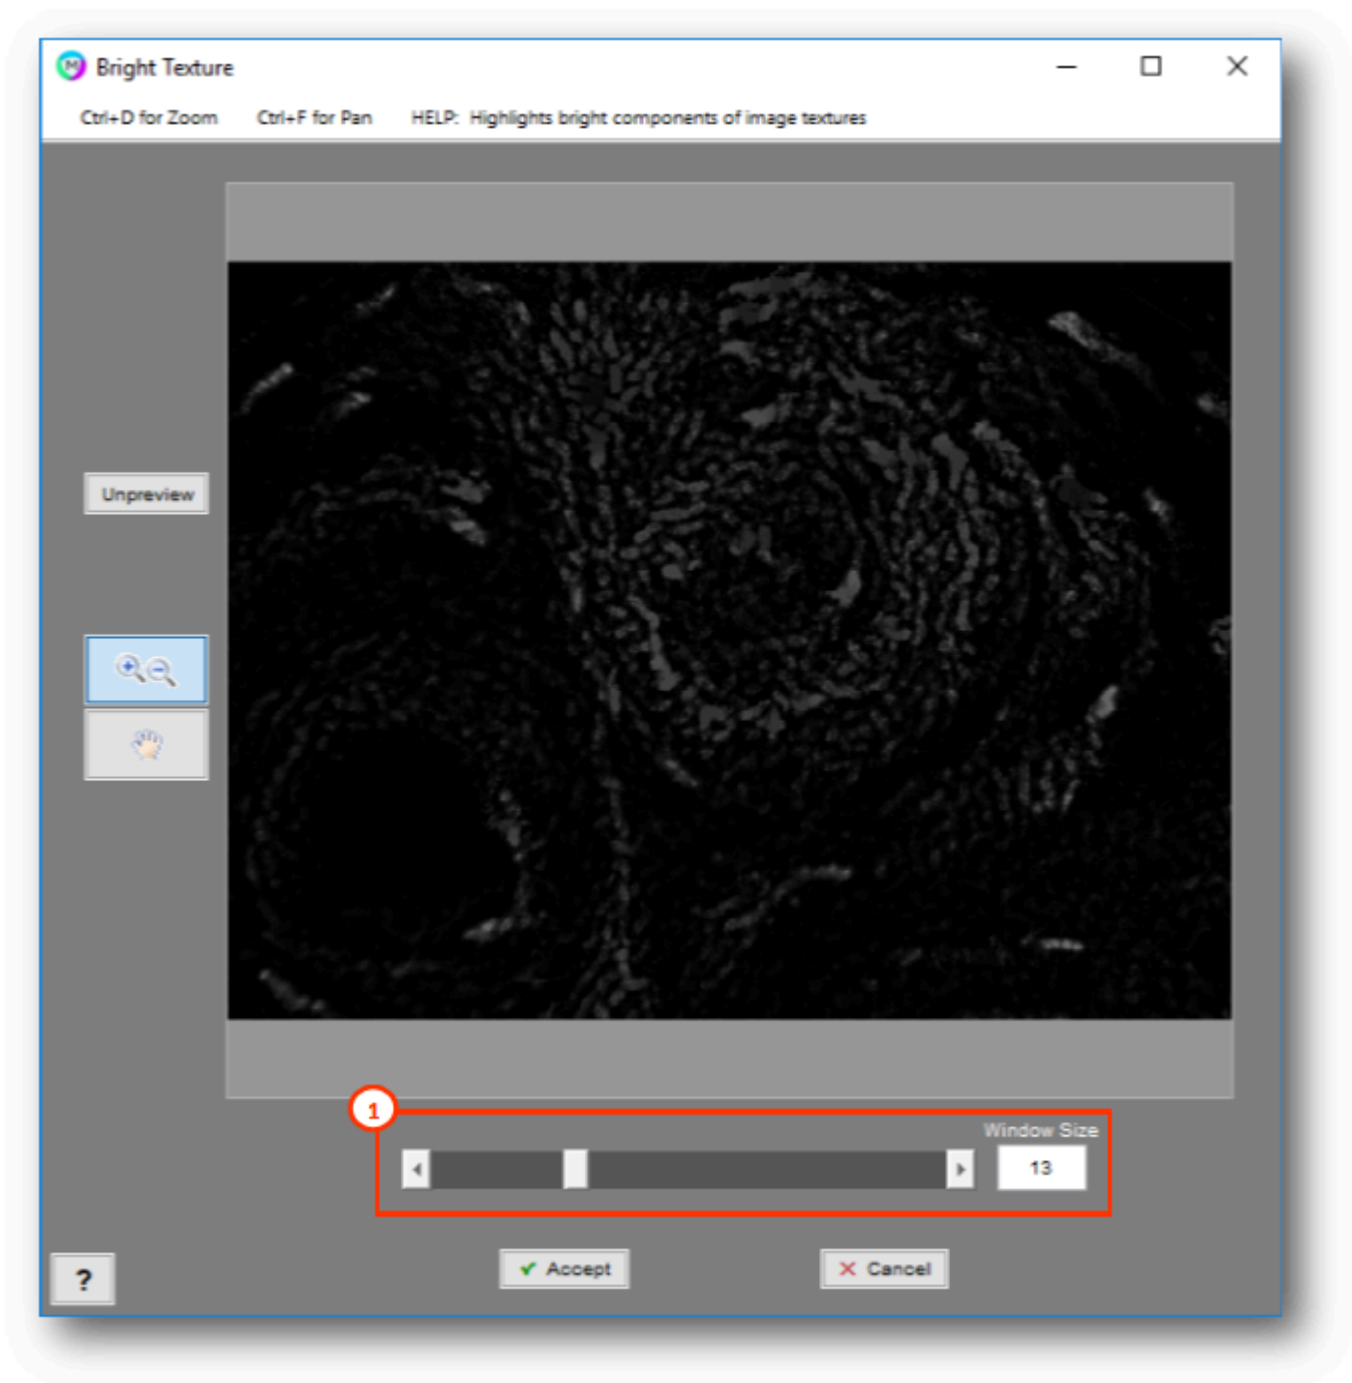 Bright Texture
Ctrl+D for Zoom Ctrl+F for Pan HELP: Highlights bright components of image textures
Unpreview
1
Window Size
13
Accept Cancel
?